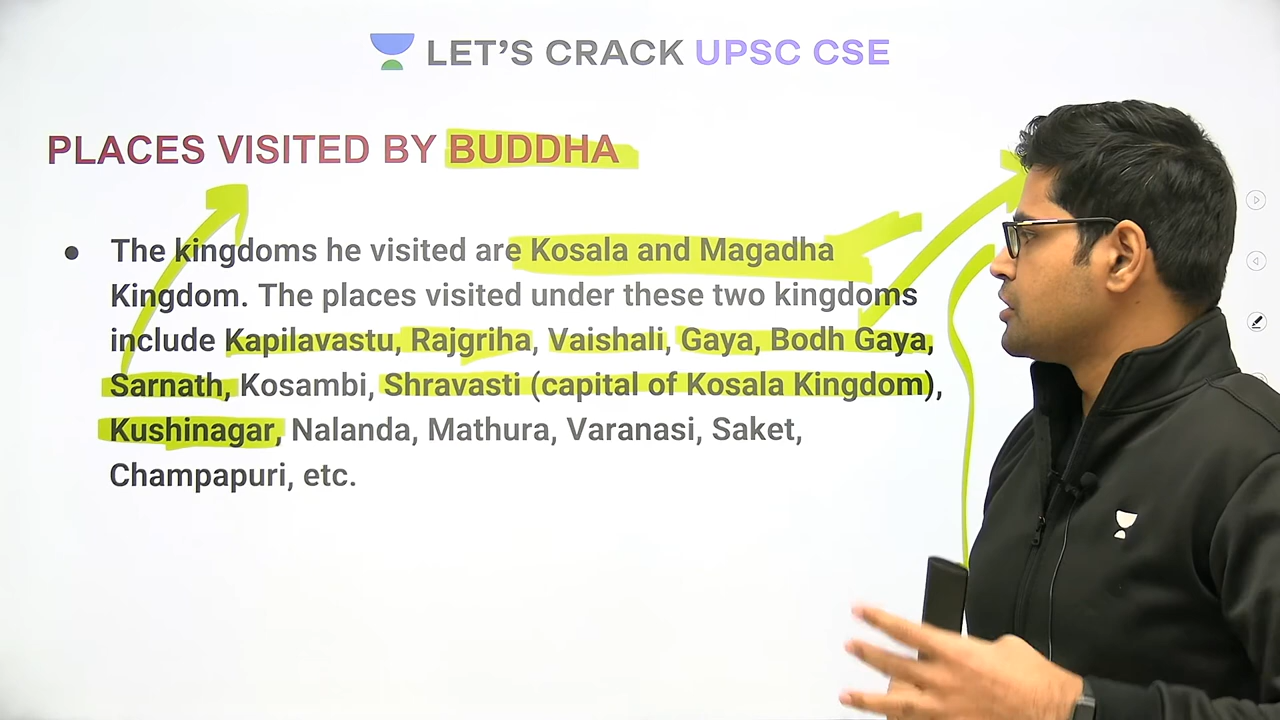 LET'S CRACK UPSC CSE
PLACES VISITED BY BUDDHA
● The kingdoms he visited are Kosala and Magadha
Kingdom. The places visited under these two kingdoms
include Kapilavastu, Rajgriha, Vaishali, Gaya, Bodh Gaya,
Sarnath, Kosambi, Shravasti (capital of Kosala Kingdom),
Kushinagar, Nalanda, Mathura, Varanasi, Saket,
Champapuri, etc.